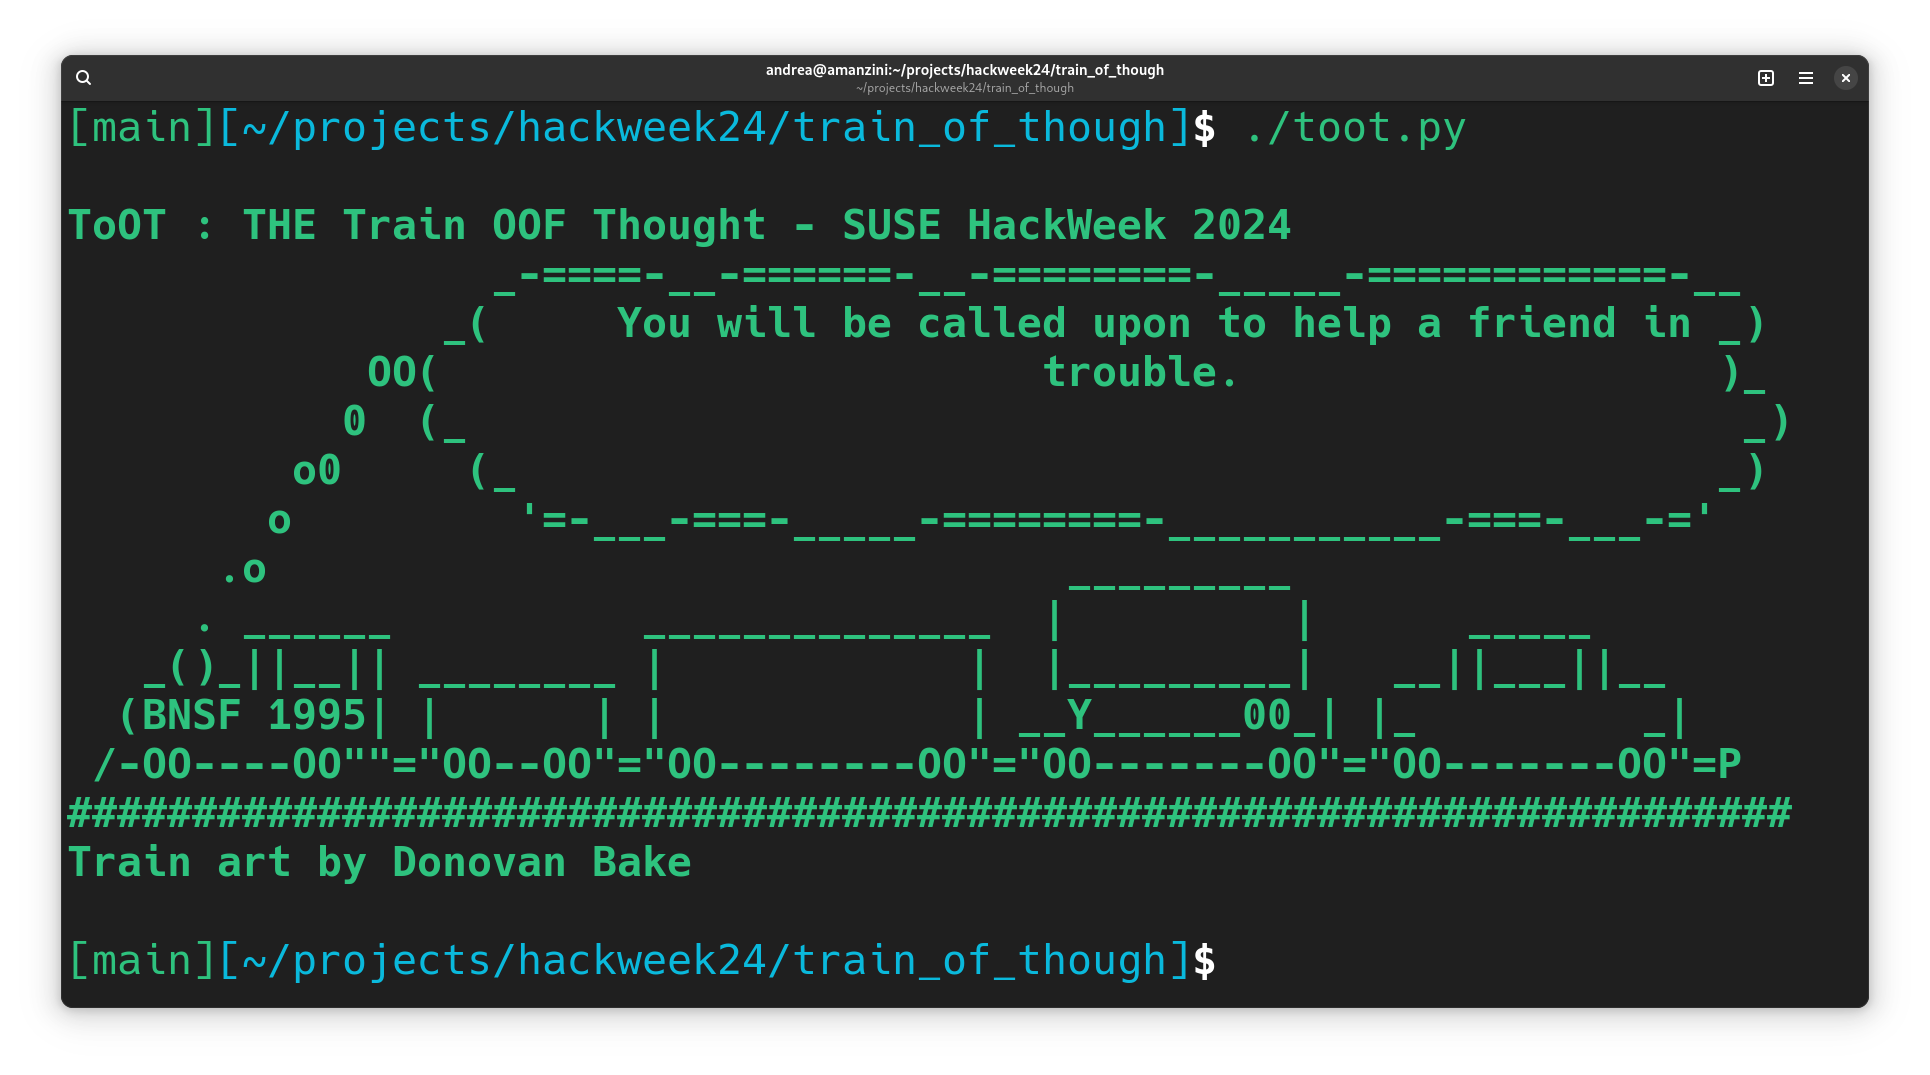 andrea@amanzini:~/projects/hackweek24/train_of_though
~/projects/hackweek24/train_of_though
[main][~/projects/hackweek24/train_of_though]$ ./toot.py
ToOT : THE Train OOF Thought - SUSE HackWeek 2024
                 _-====-__-======-__-========-_____-============-__
               _(     You will be called upon to help a friend in _)
            OO(                        trouble.                   )_
           0  (_                                                   _)
         o0     (_                                                _)
        o         '=-___-===-_____-========-___________-===-___-='
      .o                                _________
     . ______          ______________  |         |      _____
   _()_||__|| ________ |            |  |_________|   __||___||__
  (BNSF 1995| |      | |            | __Y______00_| |_         _|
 /-OO----OO""="OO--OO"="OO--------OO"="OO-------OO"="OO-------OO"=P
#####################################################################
Train art by Donovan Bake
[main][~/projects/hackweek24/train_of_though]$